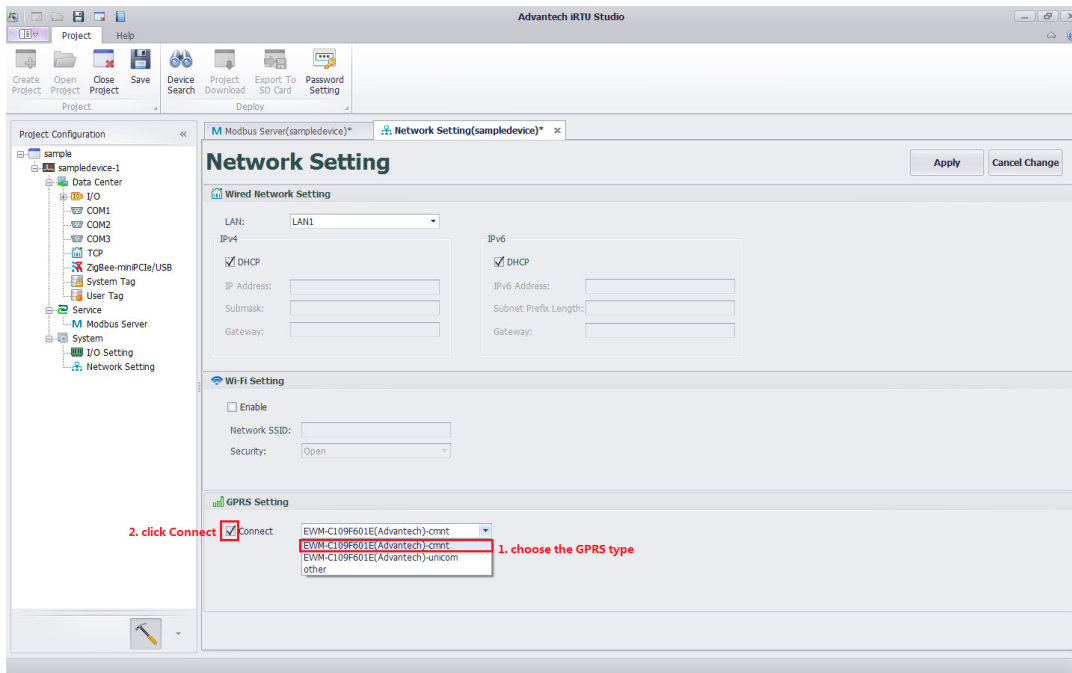 Advantech iRTU Studio
Project Help
Create Project
Open Project
Close Project
Save
Device Search
Project Download
Export To SD Card
Password Setting
Project
Deploy
Project Configuration «
sample
sampledevice-1
Data Center
I/O
COM1
COM2
COM3
TCP
ZigBee-miniPCIe/USB
System Tag
User Tag
Service
Modbus Server
System
I/O Setting
Network Setting
Modbus Server(sampledevice)*
Network Setting(sampledevice)* ×
Network Setting
Apply Cancel Change
Wired Network Setting
LAN: LAN1
IPv4
DHCP
IP Address:
Submask:
Gateway:
IPv6
DHCP
IPv6 Address:
Subnet Prefix Length:
Gateway:
Wi-Fi Setting
Enable
Network SSID:
Security: Open
GPRS Setting
2. click Connect Connect EWM-C109F601E(Advantech)-cmnt
EWM-C109F601E(Advantech)-cmnt 1. choose the GPRS type
EWM-C109F601E(Advantech)-unicom
other